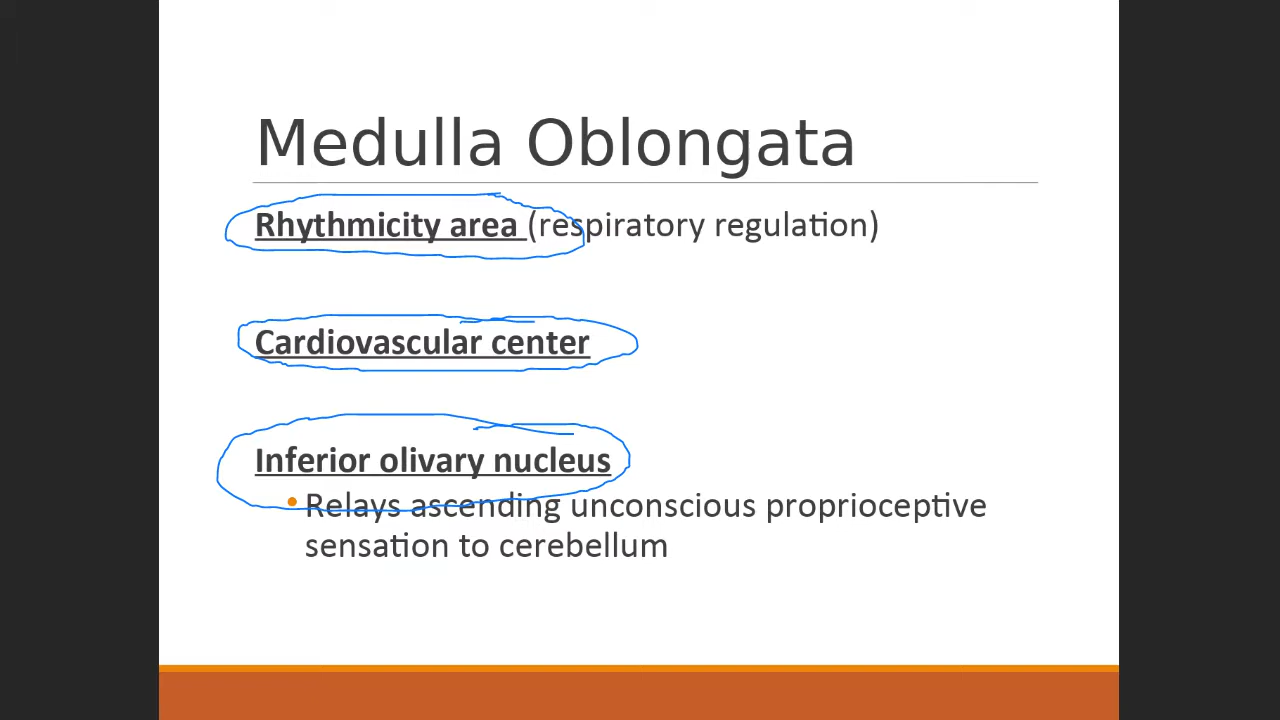 Medulla Oblongata
Rhythmicity area (respiratory regulation)
Cardiovascular center
Inferior olivary nucleus
•Relays ascending unconscious proprioceptive
sensation to cerebellum